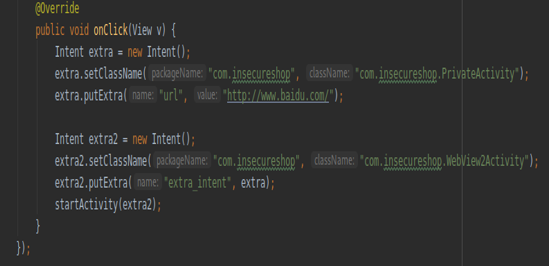 @Override
public void onClick(View v) {
Intent extra = new Intent();
extra.setClassName( packageName: "com.insecureshop", className: "com.insecureshop.PrivateActivity");
extra.putExtra( name: "url", value: "http://www.baidu.com/");
Intent extra2 = new Intent();
extra2.setClassName( packageName: "com.insecureshop", className: "com.insecureshop.WebView2Activity");
extra2.putExtra( name: "extra_intent", extra);
startActivity(extra2);
}
});